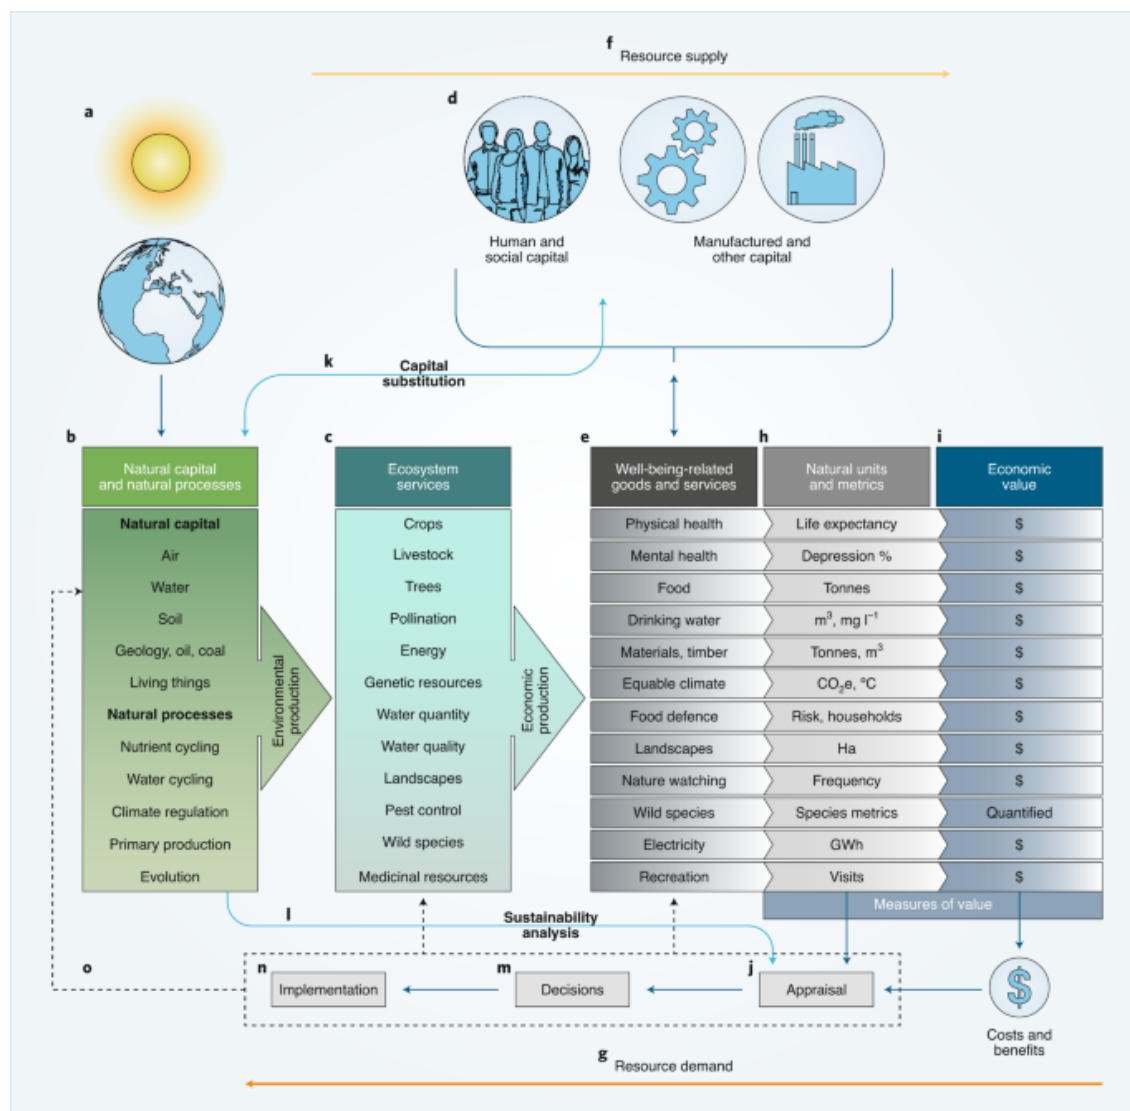 f Resource supply
a
d
Human and
social capital
Manufactured and
other capital
k Capital
substitution
b
c
e
h
i
Natural capital
and natural processes
Ecosystem
services
Well-being-related
goods and services
Natural units
and metrics
Economic
value
Natural capital
Air
Water
Soil
Geology, oil, coal
Living things
Natural processes
Nutrient cycling
Water cycling
Climate regulation
Primary production
Evolution
Environmental
production
Crops
Livestock
Trees
Pollination
Energy
Genetic resources
Water quantity
Water quality
Landscapes
Pest control
Wild species
Medicinal resources
Economic
production
Physical health Life expectancy $
Mental health Depression % $
Food Tonnes $
Drinking water m³, mg l⁻¹ $
Materials, timber Tonnes, m³ $
Equable climate CO₂e, ºC $
Food defence Risk, households $
Landscapes Ha $
Nature watching Frequency $
Wild species Species metrics Quantified
Electricity GWh $
Recreation Visits $
Measures of value
l Sustainability
analysis
o
n Implementation
m Decisions
j Appraisal
$
Costs and
benefits
g Resource demand